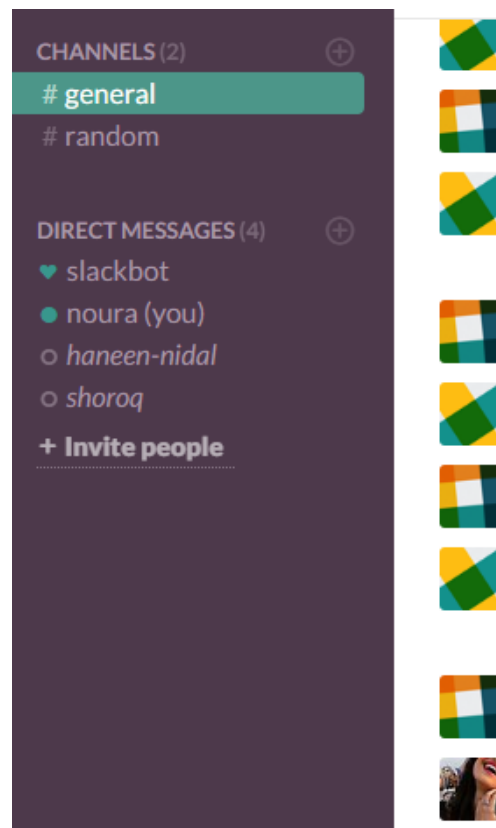 CHANNELS (2)
# general
# random
DIRECT MESSAGES (4)
slackbot
noura (you)
haneen-nidal
shoroq
+ Invite people